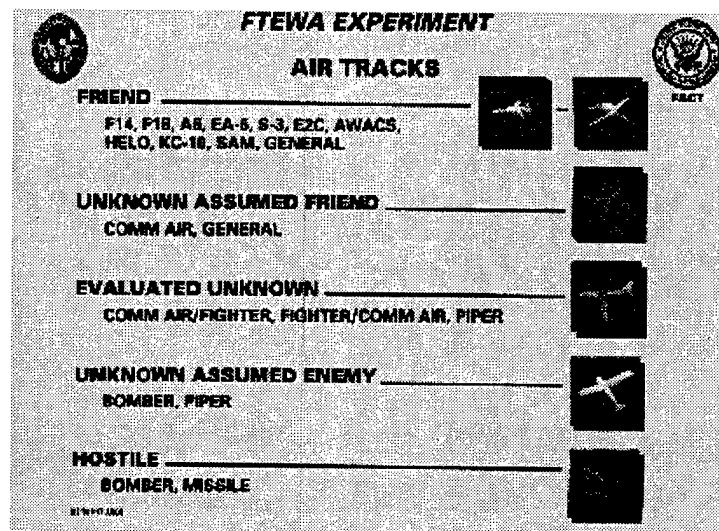 FTEWA EXPERIMENT
AIR TRACKS
FACT
FRIEND
F14, F18, A6, EA-6, S-3, E2C, AWACS,
HELO, KC-10, SAM, GENERAL
UNKNOWN ASSUMED FRIEND
COMM AIR, GENERAL
EVALUATED UNKNOWN
COMM AIR/FIGHTER, FIGHTER/COMM AIR, PIPER
UNKNOWN ASSUMED ENEMY
BOMBER, PIPER
HOSTILE
BOMBER, MISSILE